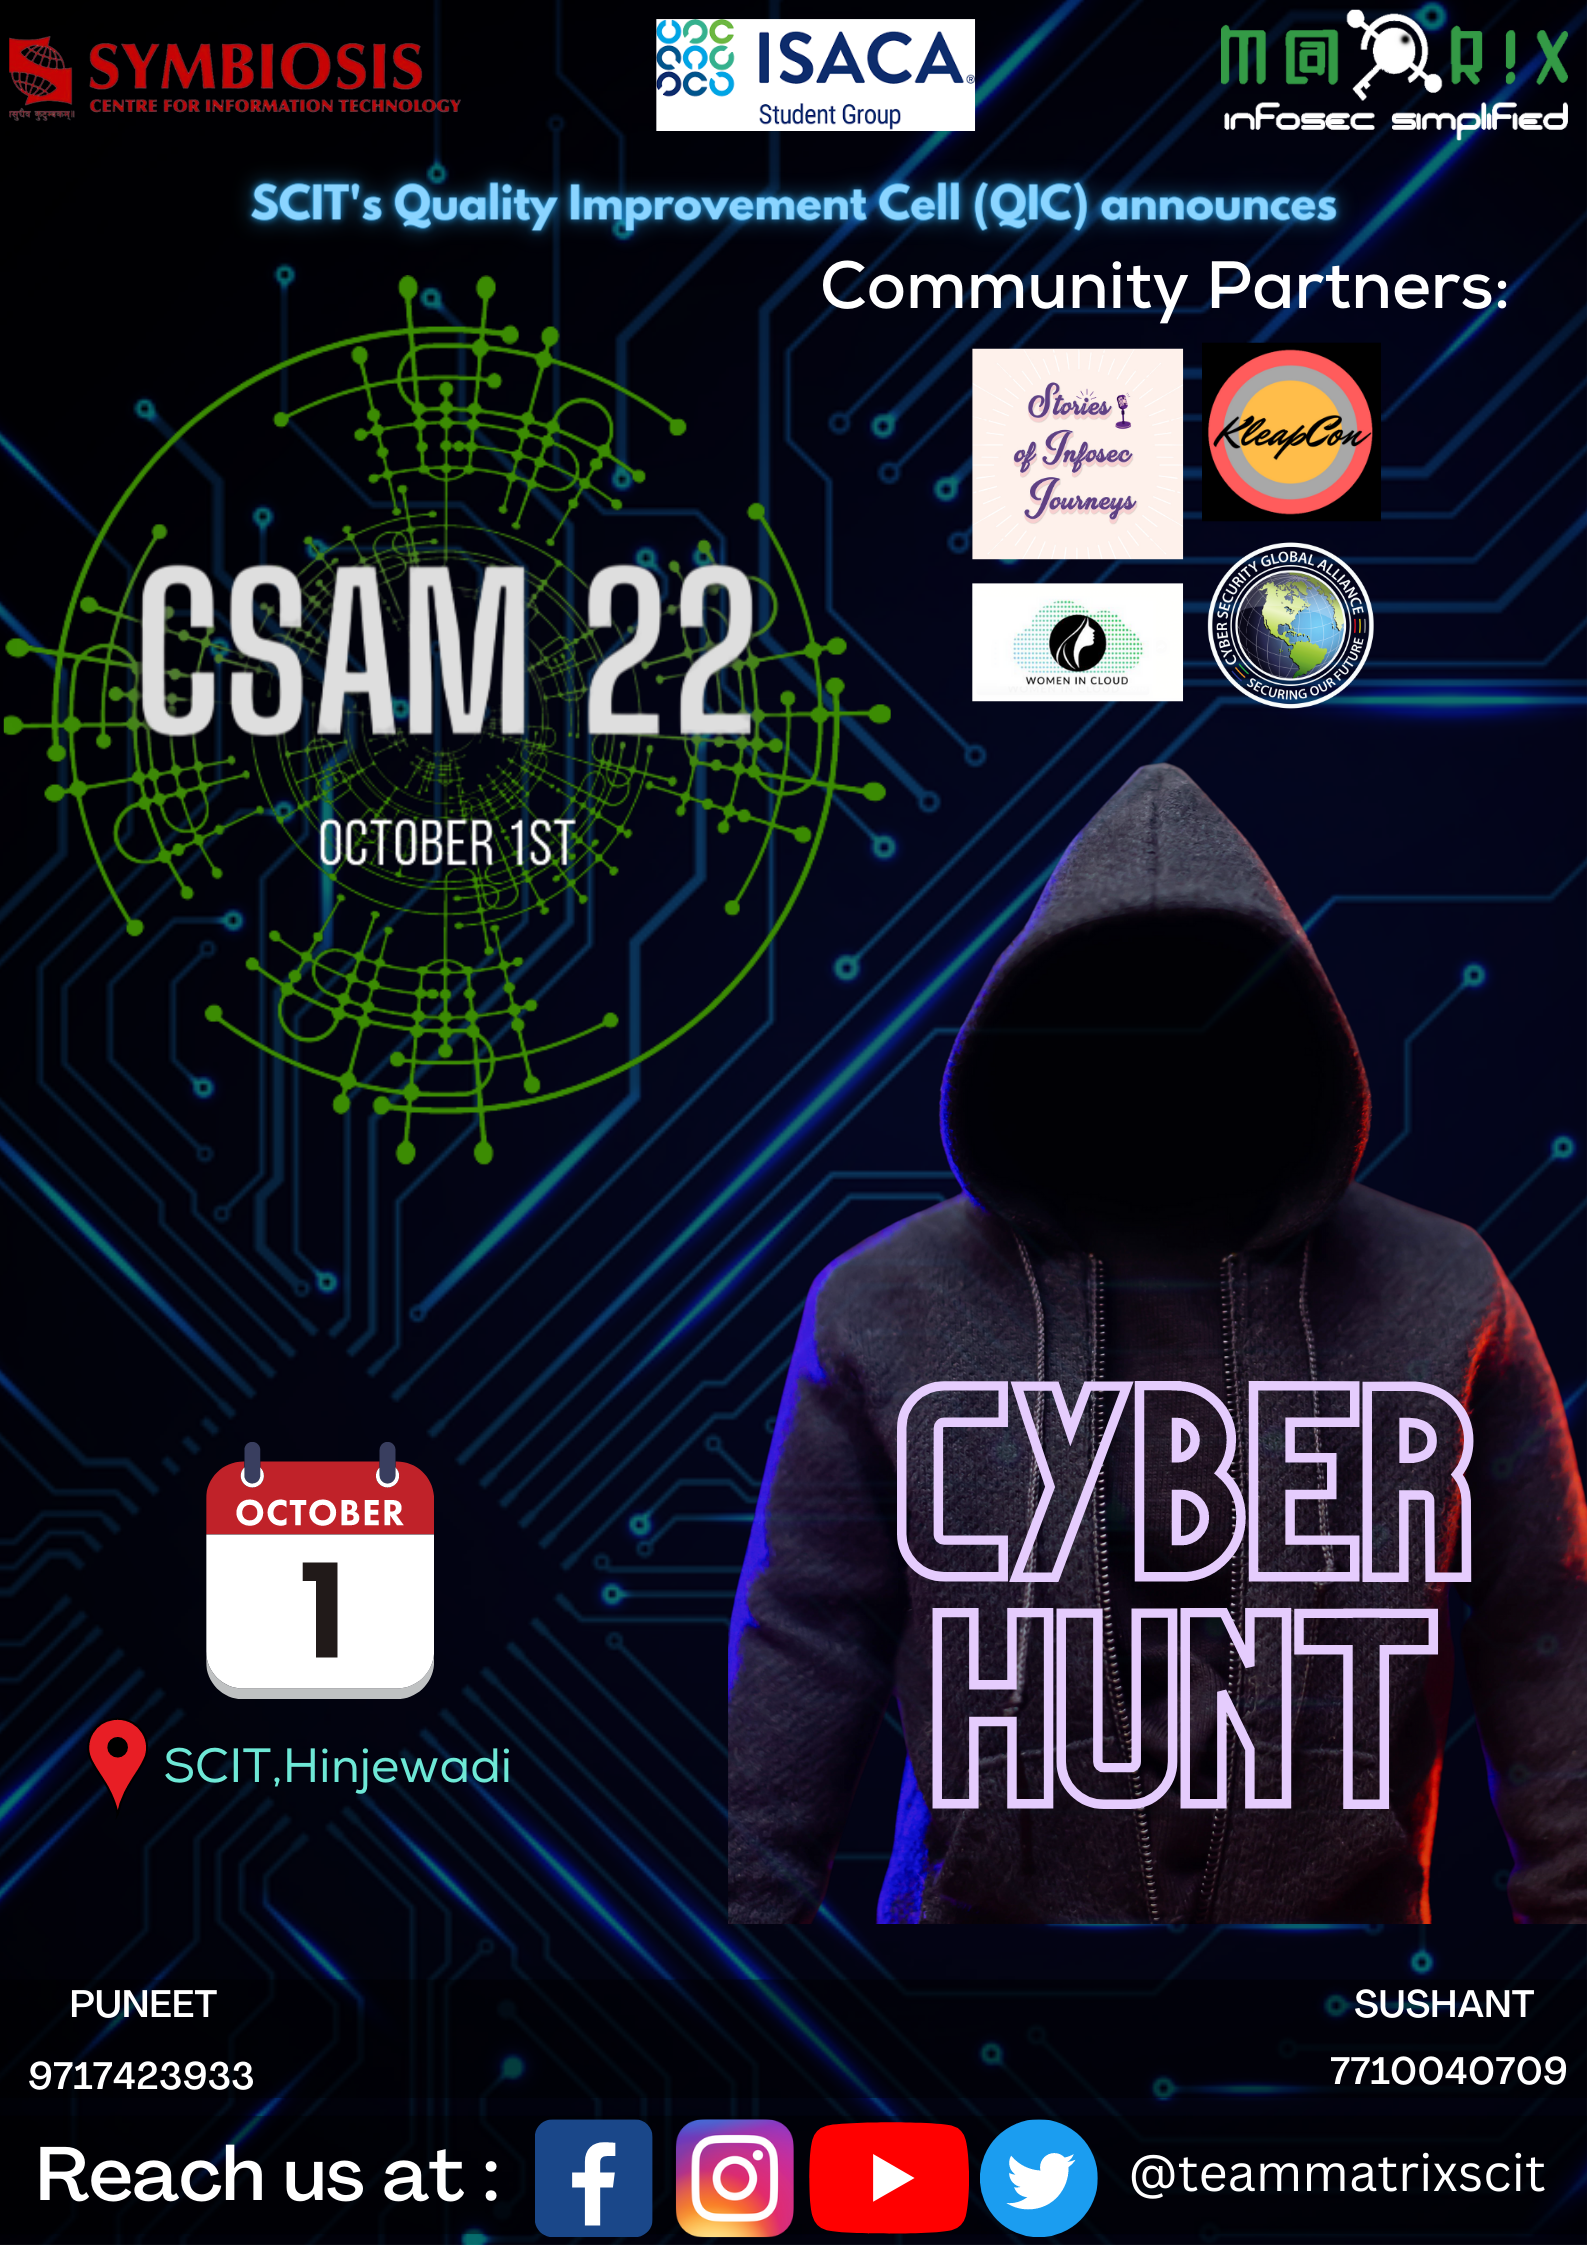 SYMBIOSIS
CENTRE FOR INFORMATION TECHNOLOGY
ISACA®
Student Group
M@R!X
infosec simplified
SCIT's Quality Improvement Cell (QIC) announces
Community Partners:
Stories
of Infosec
Journeys
KleapCon
WOMEN IN CLOUD
CYBER SECURITY GLOBAL ALLIANCE
SECURING OUR FUTURE
CSAM 22
OCTOBER 1ST
CYBER
HUNT
OCTOBER
1
SCIT,Hinjewadi
PUNEET
9717423933
SUSHANT
7710040709
Reach us at :
@teammatrixscit